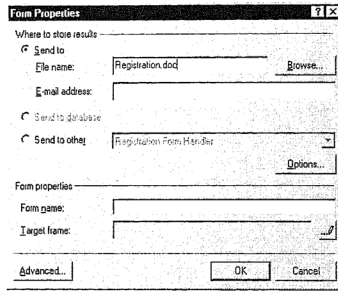 Form Properties
Where to store results
Send to
File name: Registration.doc Browse...
E-mail address:
Send to database
Send to other Registration Form Handler
Options...
Form properties
Form name:
Target frame:
Advanced... OK Cancel